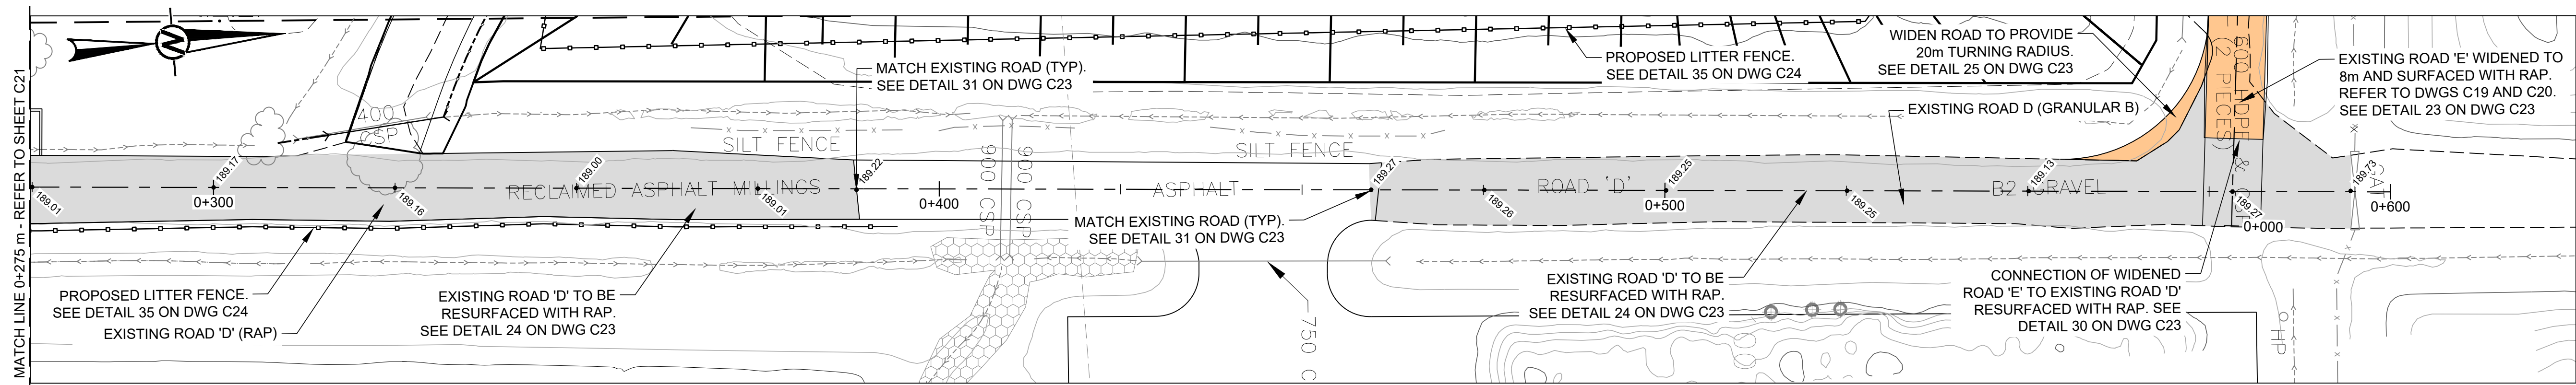 MATCH LINE 0+275 m - REFER TO SHEET C21
N
400
CSP
MATCH EXISTING ROAD (TYP).
SEE DETAIL 31 ON DWG C23
PROPOSED LITTER FENCE.
SEE DETAIL 35 ON DWG C24
WIDEN ROAD TO PROVIDE
20m TURNING RADIUS.
SEE DETAIL 25 ON DWG C23
EXISTING ROAD 'E' WIDENED TO
8m AND SURFACED WITH RAP.
REFER TO DWGS C19 AND C20.
SEE DETAIL 23 ON DWG C23
EXISTING ROAD D (GRANULAR B)
SILT FENCE
SILT FENCE
900 CSP
900 CSP
600 HDPE
(2 PIECES)
& CSP
189.01
0+300
189.17
189.16
189.00
RECLAIMED ASPHALT MILLINGS
189.01
189.22
0+400
ASPHALT
189.27
189.26
ROAD 'D'
189.25
0+500
189.25
189.13
B2 GRAVEL
189.27
0+000
189.73
0+600
MATCH EXISTING ROAD (TYP).
SEE DETAIL 31 ON DWG C23
PROPOSED LITTER FENCE.
SEE DETAIL 35 ON DWG C24
EXISTING ROAD 'D' (RAP)
EXISTING ROAD 'D' TO BE
RESURFACED WITH RAP.
SEE DETAIL 24 ON DWG C23
750 C
EXISTING ROAD 'D' TO BE
RESURFACED WITH RAP.
SEE DETAIL 24 ON DWG C23
CONNECTION OF WIDENED
ROAD 'E' TO EXISTING ROAD 'D'
RESURFACED WITH RAP. SEE
DETAIL 30 ON DWG C23
OHP